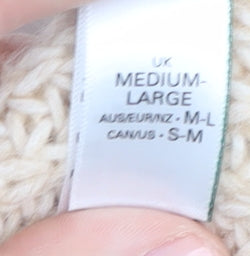 UK
MEDIUM-
LARGE
AUS/EUR/NZ • M-L
CAN/US • S-M